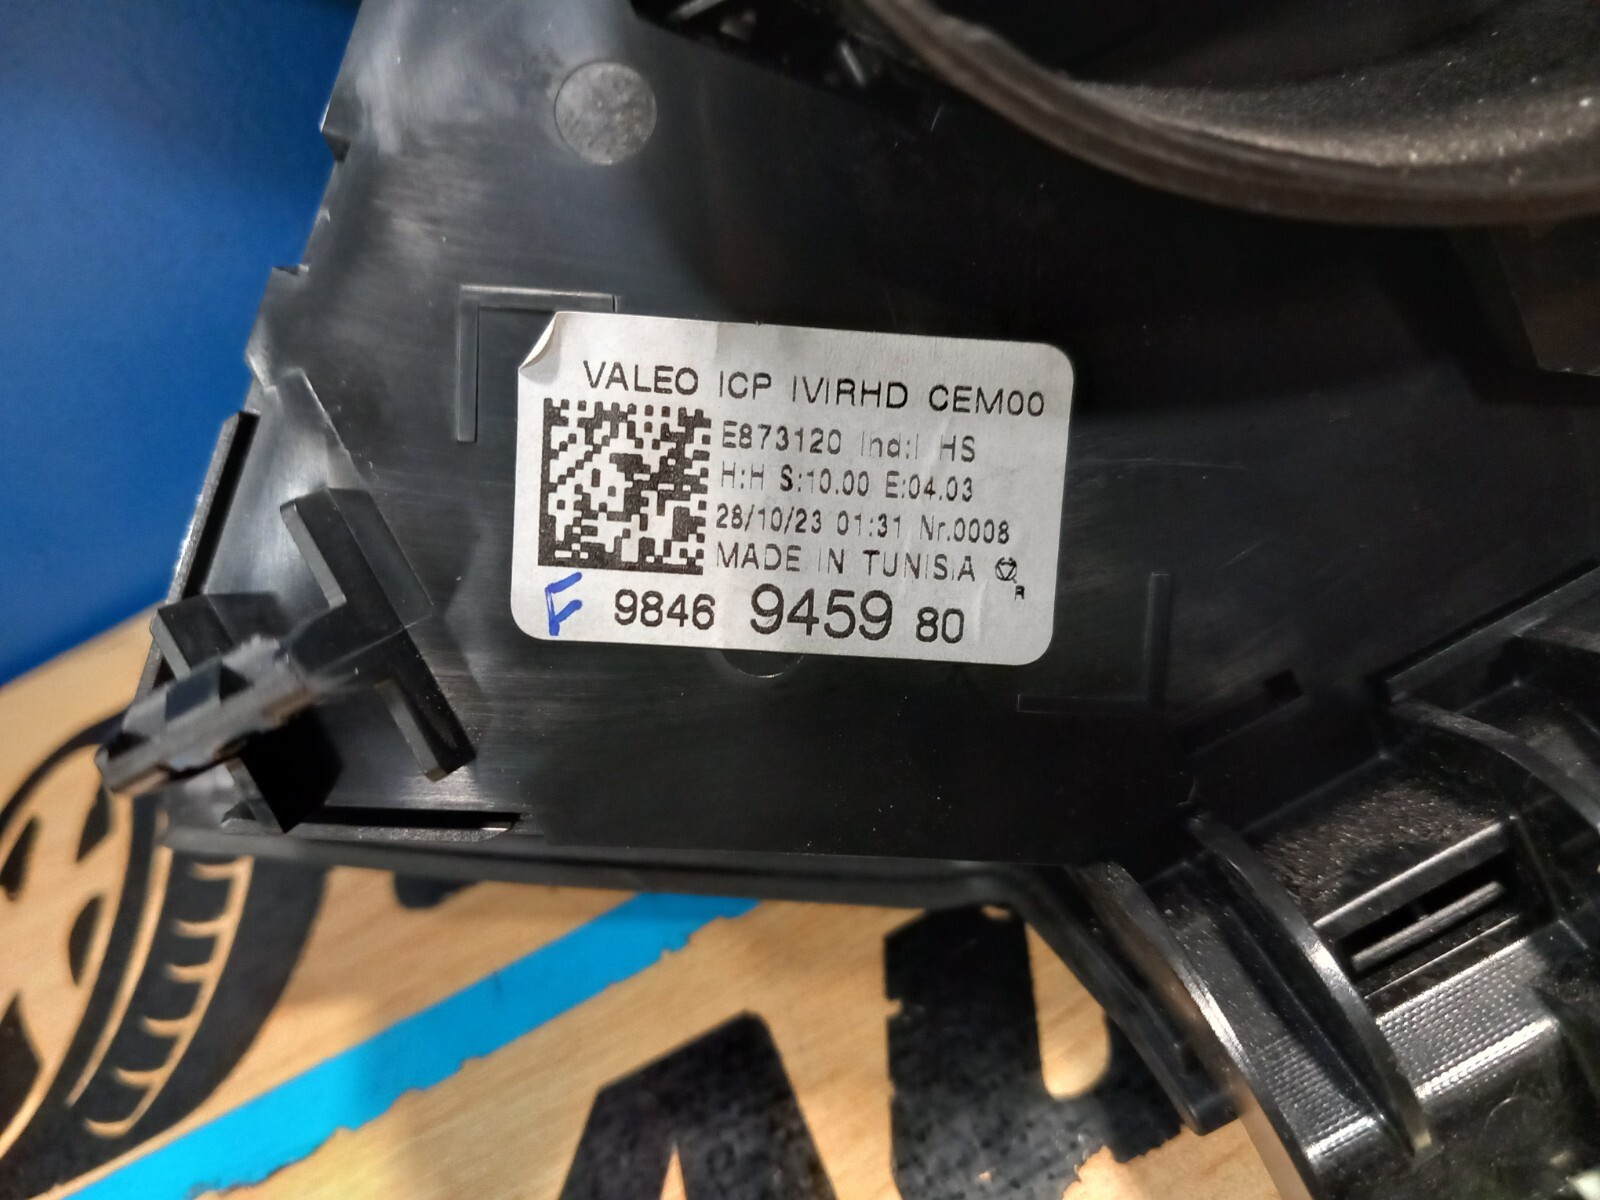 VALEO ICP IVIRHD CEM00
E873120 Ind:I HS
H:H S:10.00 E:04.03
28/10/23 01:31 Nr.0008
MADE IN TUNISIA
R
F 9846 9459 80